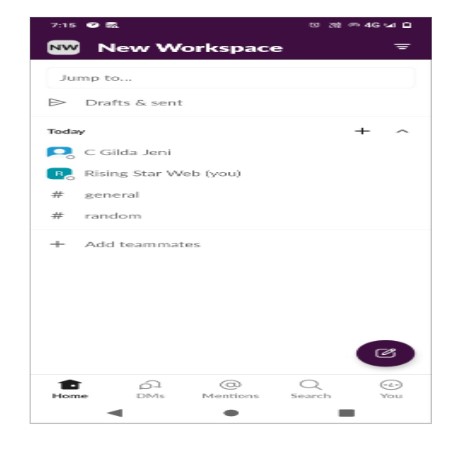 7:15 4G
NW New Workspace
Jump to...
Drafts & sent
Today
C Gilda Jeni
R Rising Star Web (you)
# general
# random
+ Add teammates
Home DMs Mentions Search You